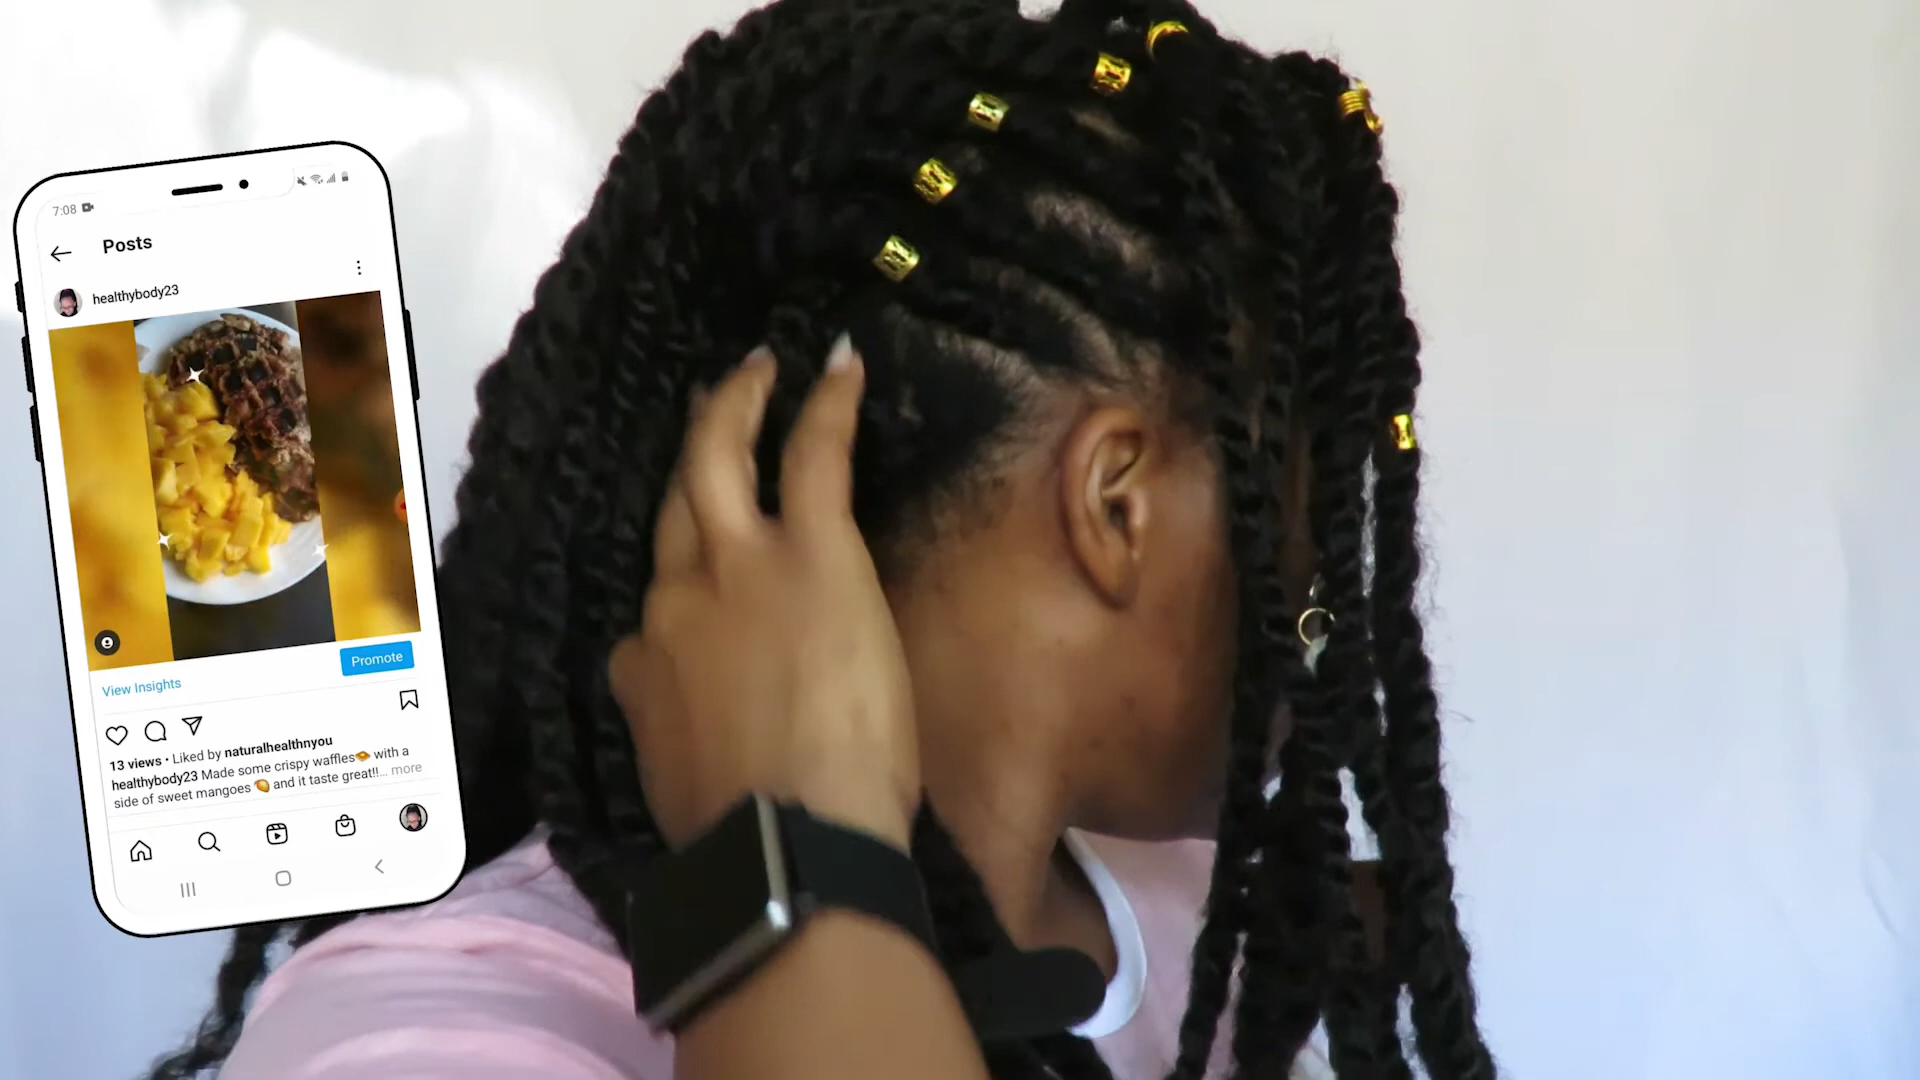 7:08
Posts
healthybody23
Promote
View Insights
13 views • Liked by naturalhealthnyou
healthybody23 Made some crispy waffles🧇 with a
side of sweet mangoes 🥭 and it taste great!!... more